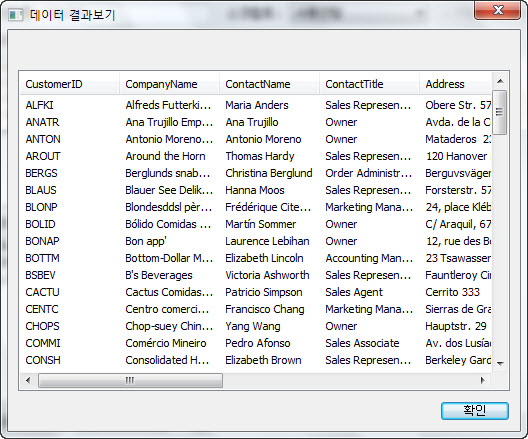 데이터 결과보기
CustomerID CompanyName ContactName ContactTitle Address
ALFKI Alfreds Futterki... Maria Anders Sales Represen... Obere Str. 57
ANATR Ana Trujillo Emp... Ana Trujillo Owner Avda. de la C
ANTON Antonio Moreno... Antonio Moreno Owner Mataderos 23
AROUT Around the Horn Thomas Hardy Sales Represen... 120 Hanover
BERGS Berglunds snab... Christina Berglund Order Administr... Berguvsväger
BLAUS Blauer See Delik... Hanna Moos Sales Represen... Forsterstr. 57
BLONP Blondesddsl pèr... Frédérique Cite... Marketing Mana... 24, place Kléb
BOLID Bólido Comidas ... Martín Sommer Owner C/ Araquil, 67
BONAP Bon app' Laurence Lebihan Owner 12, rue des Bo
BOTTM Bottom-Dollar M... Elizabeth Lincoln Accounting Man... 23 Tsawassen
BSBEV B's Beverages Victoria Ashworth Sales Represen... Fauntleroy Cir
CACTU Cactus Comidas... Patricio Simpson Sales Agent Cerrito 333
CENTC Centro comerci... Francisco Chang Marketing Mana... Sierras de Gra
CHOPS Chop-suey Chin... Yang Wang Owner Hauptstr. 29
COMMI Comércio Mineiro Pedro Afonso Sales Associate Av. dos Lusíac
CONSH Consolidated H... Elizabeth Brown Sales Represen... Berkeley Gard
확인